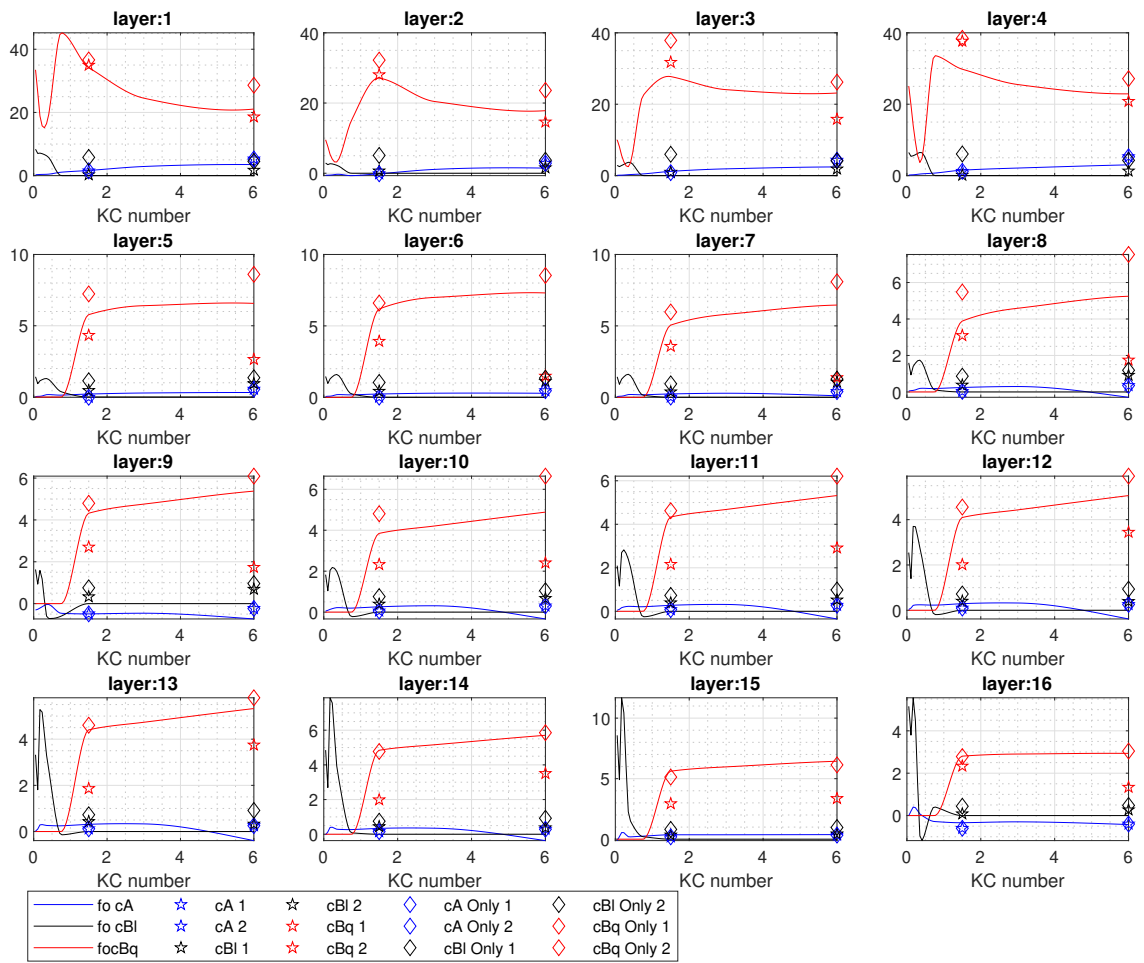 layer:1 layer:2 layer:3 layer:4
40 40 40 40
20 20 20 20
0 0 0 0
0 2 4 6 0 2 4 6 0 2 4 6 0 2 4 6
KC number KC number KC number KC number
layer:5 layer:6 layer:7 layer:8
10 10 10
6
5 5 5 4
2
0 0 0 0
0 2 4 6 0 2 4 6 0 2 4 6 0 2 4 6
KC number KC number KC number KC number
layer:9 layer:10 layer:11 layer:12
6 6 6
4 4 4 4
2 2 2 2
0 0 0 0
0 2 4 6 0 2 4 6 0 2 4 6 0 2 4 6
KC number KC number KC number KC number
layer:13 layer:14 layer:15 layer:16
6 10 4
4 4
5 2
2 2
0 0 0 0
0 2 4 6 0 2 4 6 0 2 4 6 0 2 4 6
KC number KC number KC number KC number
fo cA cA 1 cBl 2 cA Only 1 cBl Only 2
fo cBl cA 2 cBq 1 cA Only 2 cBq Only 1
focBq cBl 1 cBq 2 cBl Only 1 cBq Only 2